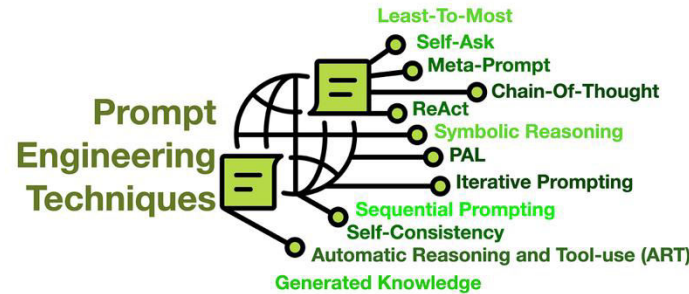 Least-To-Most
Self-Ask
Meta-Prompt
Chain-Of-Thought
ReAct
Symbolic Reasoning
PAL
Iterative Prompting
Sequential Prompting
Self-Consistency
Automatic Reasoning and Tool-use (ART)
Generated Knowledge
Prompt
Engineering
Techniques